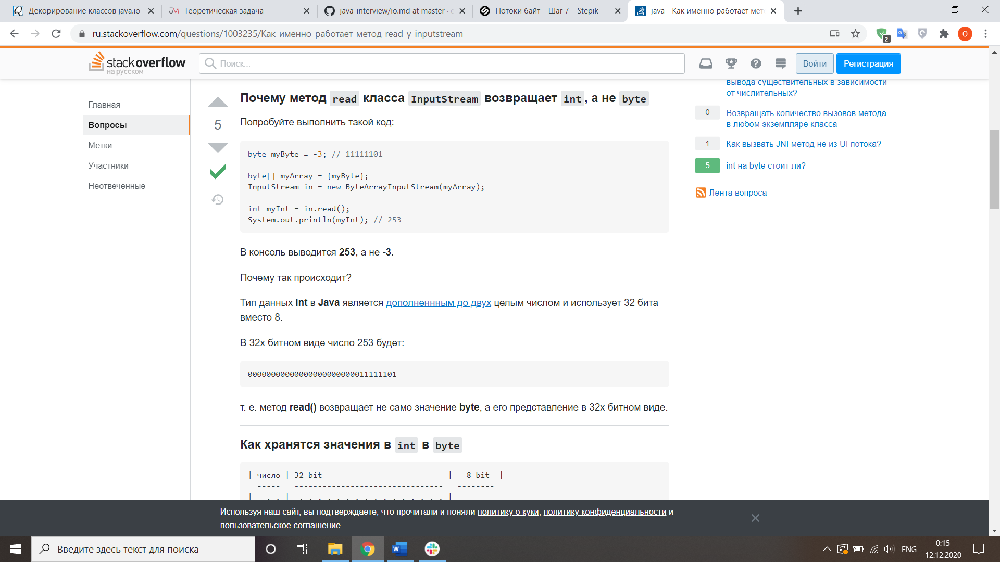 Декорирование классов java.io
Теоретическая задача
java-interview/io.md at master · e
Потоки байт – Шаг 7 – Stepik
java - Как именно работает мет
ru.stackoverflow.com/questions/1003235/Как-именно-работает-метод-read-у-inputstream
2
O
stackoverflow
на русском
Поиск...
Войти
Регистрация
Главная
Вопросы
Метки
Участники
Неотвеченные
5
Почему метод read класса InputStream возвращает int, а не byte
Попробуйте выполнить такой код:
byte myByte = -3; // 11111101
byte[] myArray = {myByte};
InputStream in = new ByteArrayInputStream(myArray);
int myInt = in.read();
System.out.println(myInt); // 253
В консоль выводится 253, а не -3.
Почему так происходит?
Тип данных int в Java является дополненнным до двух целым числом и использует 32 бита
вместо 8.
В 32х битном виде число 253 будет:
00000000000000000000000011111101
т. е. метод read() возвращает не само значение byte, а его представление в 32х битном виде.
Как хранятся значения в int в byte
| число | 32 bit | 8 bit |
----- -------------------------------- --------
вывода существительных в зависимости
от числительных?
0 Возвращать количество вызовов метода
в любом экземпляре класса
1 Как вызвать JNI метод не из UI потока?
5 int на byte стоит ли?
Лента вопроса
Используя наш сайт, вы подтверждаете, что прочитали и поняли политику о куки, политику конфиденциальности и
пользовательское соглашение.
Введите здесь текст для поиска
ENG
0:15
12.12.2020